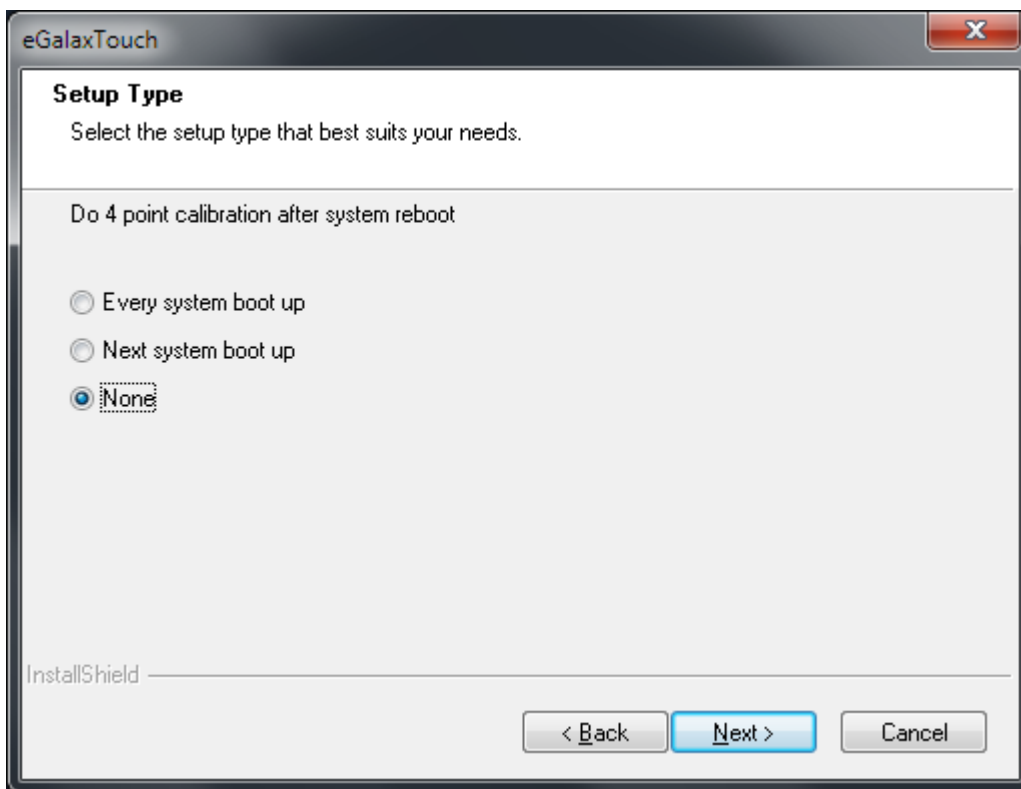 eGalaxTouch
Setup Type
Select the setup type that best suits your needs.
Do 4 point calibration after system reboot
Every system boot up
Next system boot up
None
InstallShield
< Back
Next >
Cancel